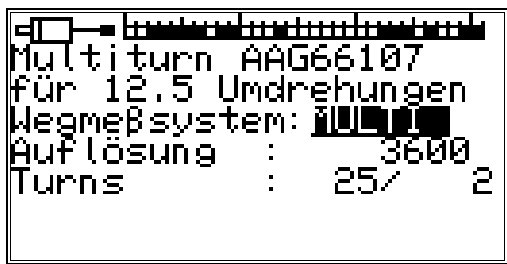 Multiturn AAG66107
für 12.5 Umdrehungen
Wegmeßsystem: MULTI
Auflösung : 3600
Turns : 25/ 2